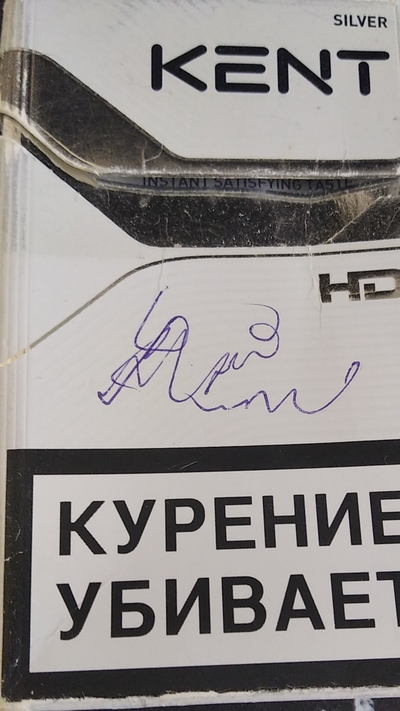 SILVER
KENT
INSTANT SATISFYING TASTE
HD
КУРЕНИЕ
УБИВАЕТ